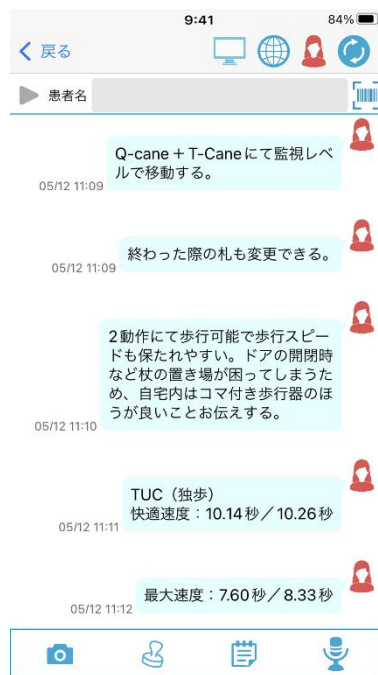 9:41
84%
戻る
患者名
Q-cane + T-Caneにて監視レベ
ルで移動する。
05/12 11:09
終わった際の札も変更できる。
05/12 11:09
2動作にて歩行可能で歩行スピー
ドも保たれやすい。ドアの開閉時
など杖の置き場が困ってしまうた
め、自宅内はコマ付き歩行器のほ
うが良いことお伝えする。
05/12 11:10
TUC（独歩）
快適速度：10.14秒／10.26秒
05/12 11:11
最大速度：7.60秒／8.33秒
05/12 11:12